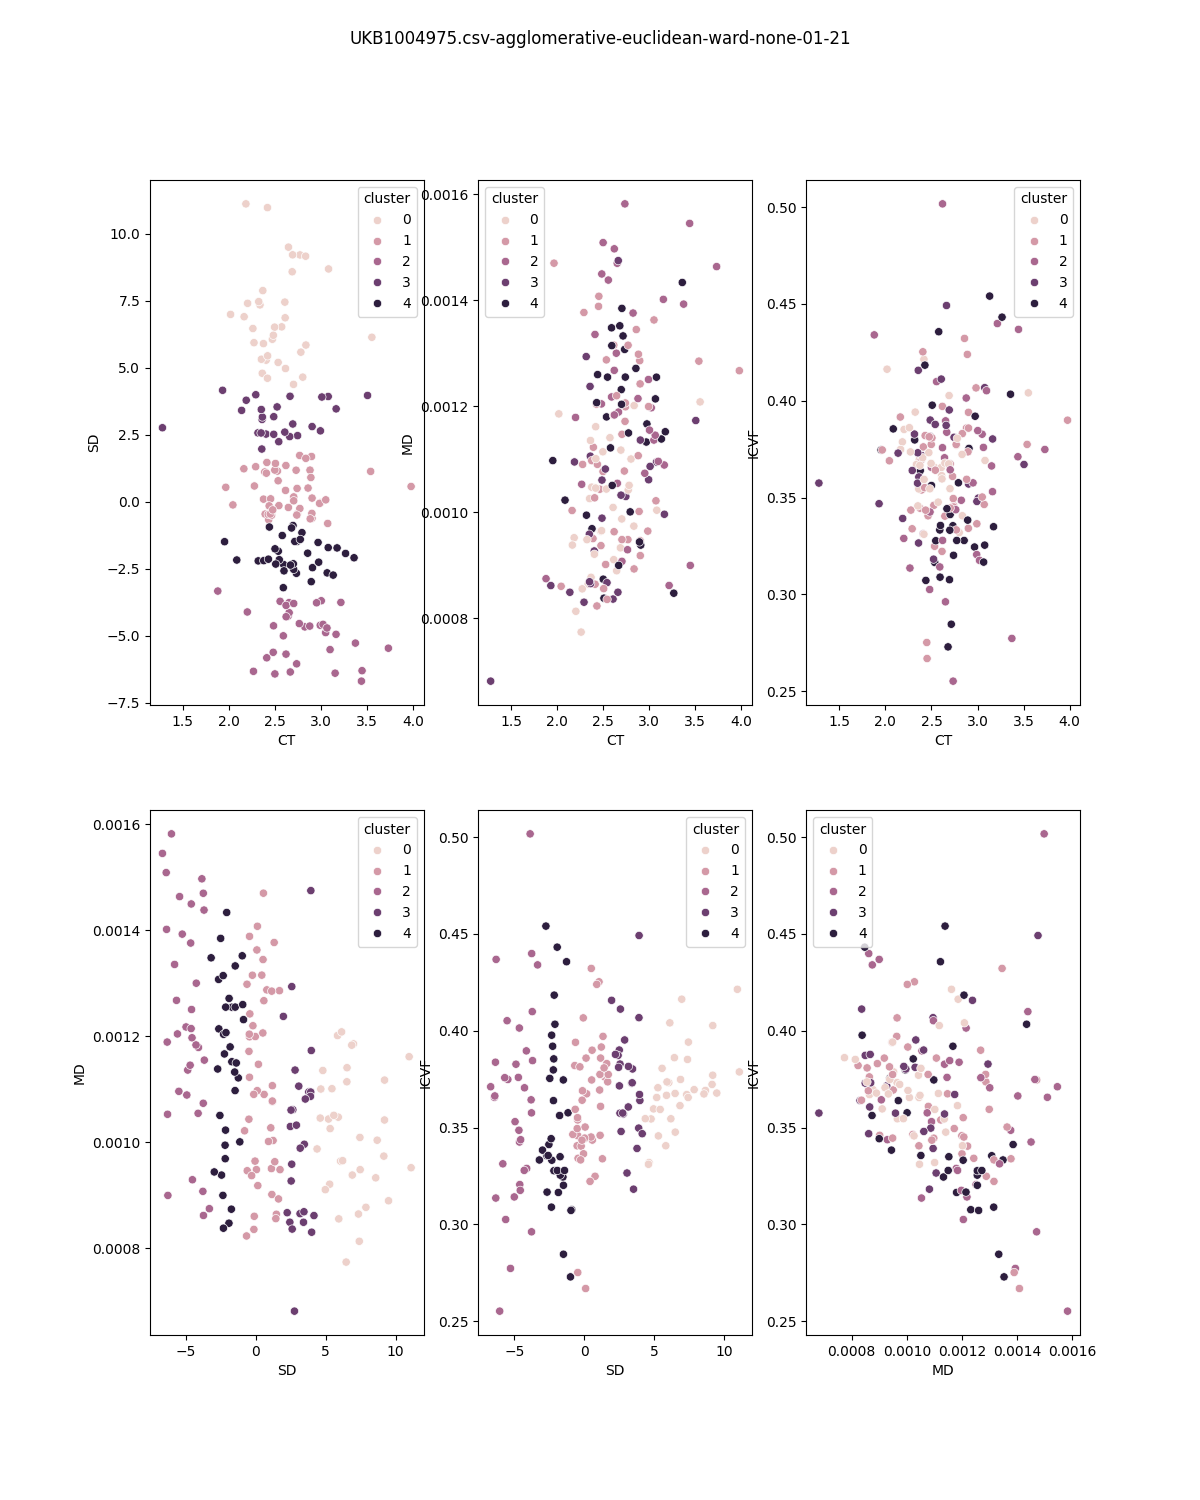 UKB1004975.csv-agglomerative-euclidean-ward-none-01-21
cluster
0
1
2
3
4
10.0
7.5
5.0
2.5
0.0
−2.5
−5.0
−7.5
SD
1.5 2.0 2.5 3.0 3.5 4.0
CT
cluster
0
1
2
3
4
0.0016
0.0014
0.0012
0.0010
0.0008
MD
1.5 2.0 2.5 3.0 3.5 4.0
CT
cluster
0
1
2
3
4
0.50
0.45
0.40
0.35
0.30
0.25
ICVF
1.5 2.0 2.5 3.0 3.5 4.0
CT
cluster
0
1
2
3
4
0.0016
0.0014
0.0012
0.0010
0.0008
MD
−5 0 5 10
SD
cluster
0
1
2
3
4
0.50
0.45
0.40
0.35
0.30
0.25
ICVF
−5 0 5 10
SD
cluster
0
1
2
3
4
0.50
0.45
0.40
0.35
0.30
0.25
ICVF
0.0008 0.0010 0.0012 0.0014 0.0016
MD